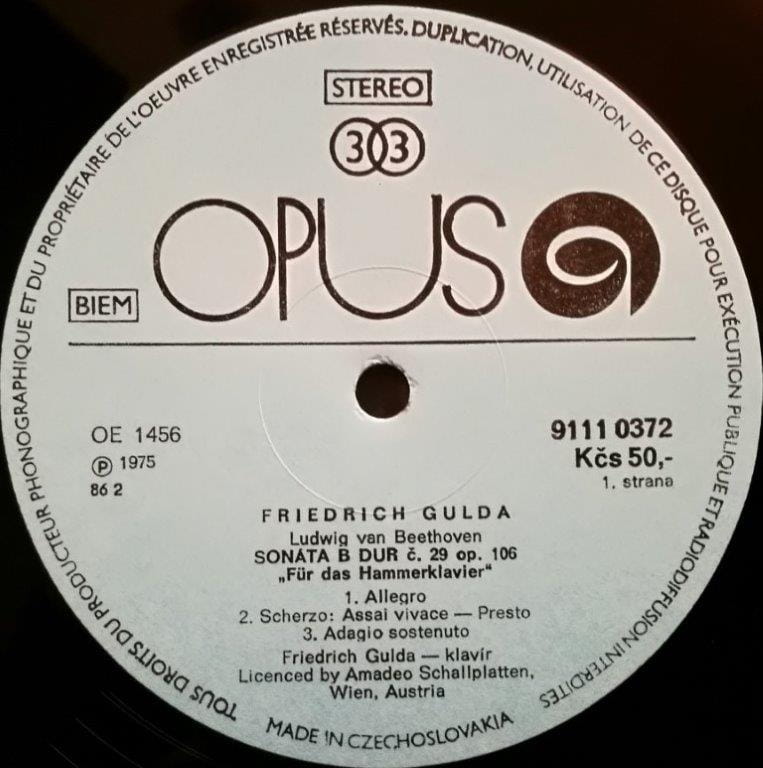 TOUS DROITS DU PRODUCTEUR PHONOGRAPHIQUE ET DU PROPRIÉTAIRE DE L'OEUVRE ENREGISTRÉE RÉSERVÉS. DUPLICATION, UTILISATION DE CE DISQUE POUR EXÉCUTION PUBLIQUE ET RADIODIFFUSION INTERDITES
STEREO
33
OPUS
BIEM
OE 1456
℗ 1975
86 2
9111 0372
Kčs 50,-
1. strana
FRIEDRICH GULDA
Ludwig van Beethoven
SONÁTA B DUR č. 29 op. 106
„Für das Hammerklavier“
1. Allegro
2. Scherzo: Assai vivace — Presto
3. Adagio sostenuto
Friedrich Gulda — klavír
Licenced by Amadeo Schallplatten,
Wien, Austria
MADE IN CZECHOSLOVAKIA